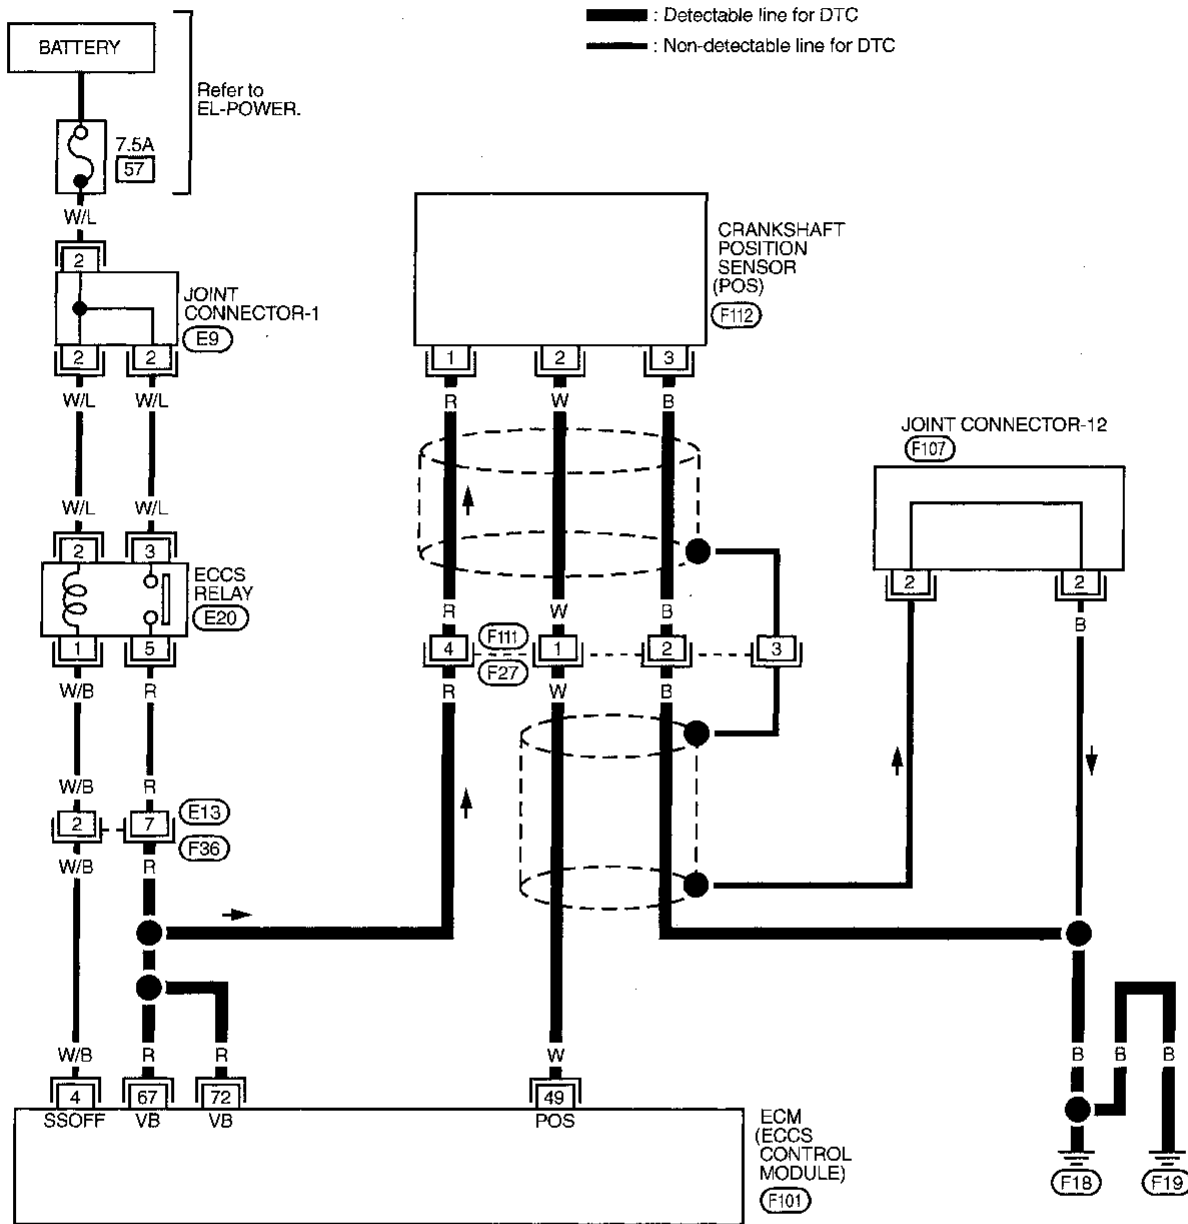 : Detectable line for DTC
: Non-detectable line for DTC
BATTERY
Refer to
EL-POWER.
7.5A
57
W/L
2
JOINT
CONNECTOR-1
E9
2 2
W/L W/L
W/L W/L
2 3
ECCS
RELAY
E20
1 5
W/B R
W/B R
2 7
E13
F36
W/B R
CRANKSHAFT
POSITION
SENSOR
(POS)
F112
1 2 3
R W B
JOINT CONNECTOR-12
F107
2 2
B
R W B
4 F111 1 2 3
F27
R W B
W/B R R W B B B
4 67 72 49
SSOFF VB VB POS
ECM
(ECCS
CONTROL
MODULE)
F101
F18 F19